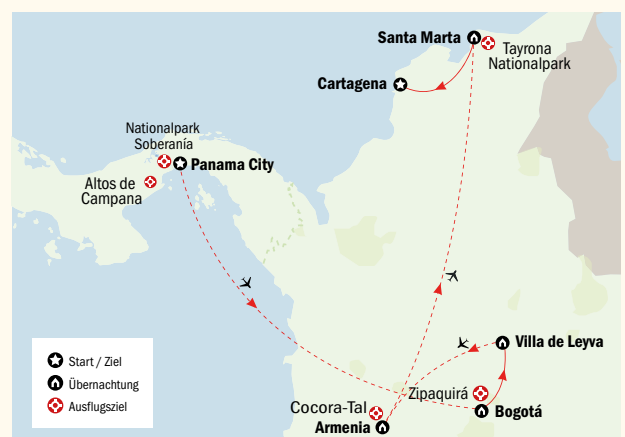 Santa Marta
Tayrona
Nationalpark
Cartagena
Nationalpark
Soberanía
Panama City
Altos de
Campana
Villa de Leyva
Zipaquirá
Bogotá
Cocora-Tal
Armenia
Start / Ziel
Übernachtung
Ausflugsziel